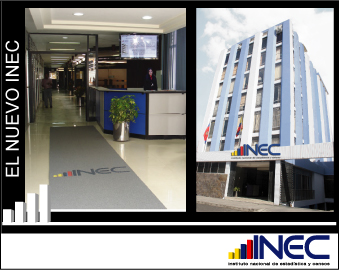 EL NUEVO INEC
INEC
INEC
INEC
instituto nacional de estadística y censos